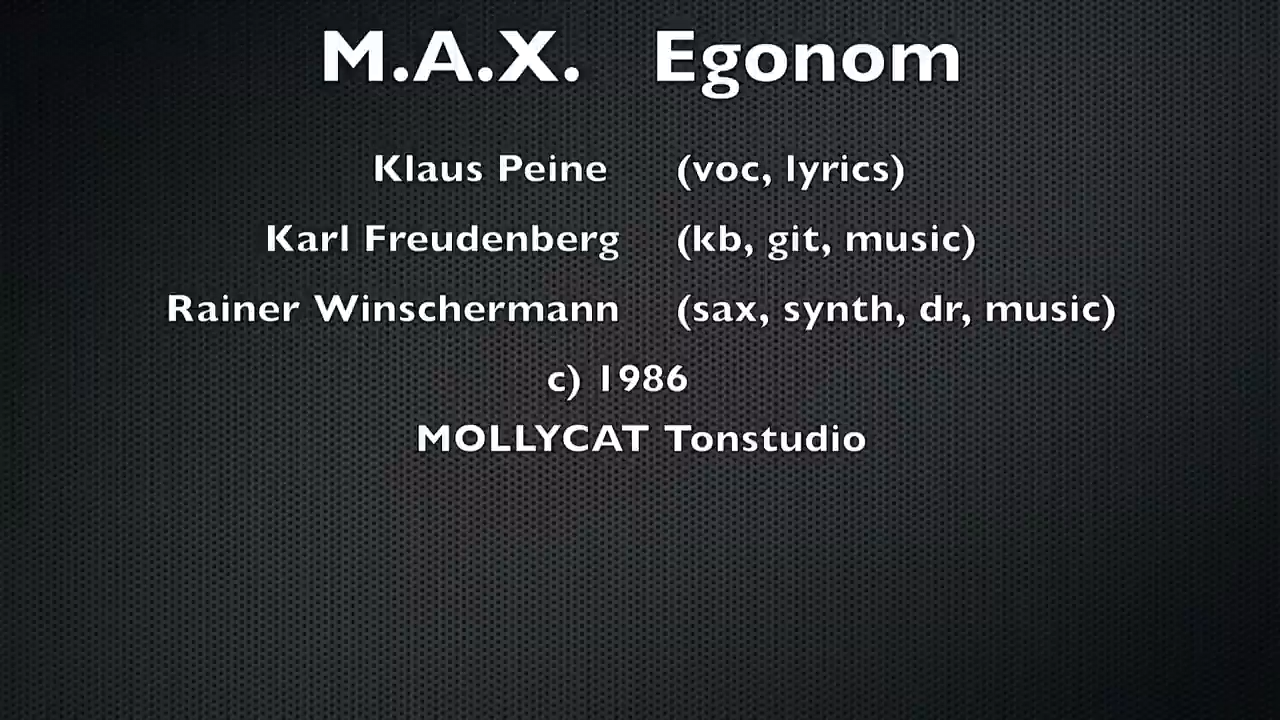 M.A.X. Egonom
Klaus Peine (voc, lyrics)
Karl Freudenberg (kb, git, music)
Rainer Winschermann (sax, synth, dr, music)
c) 1986
MOLLYCAT Tonstudio